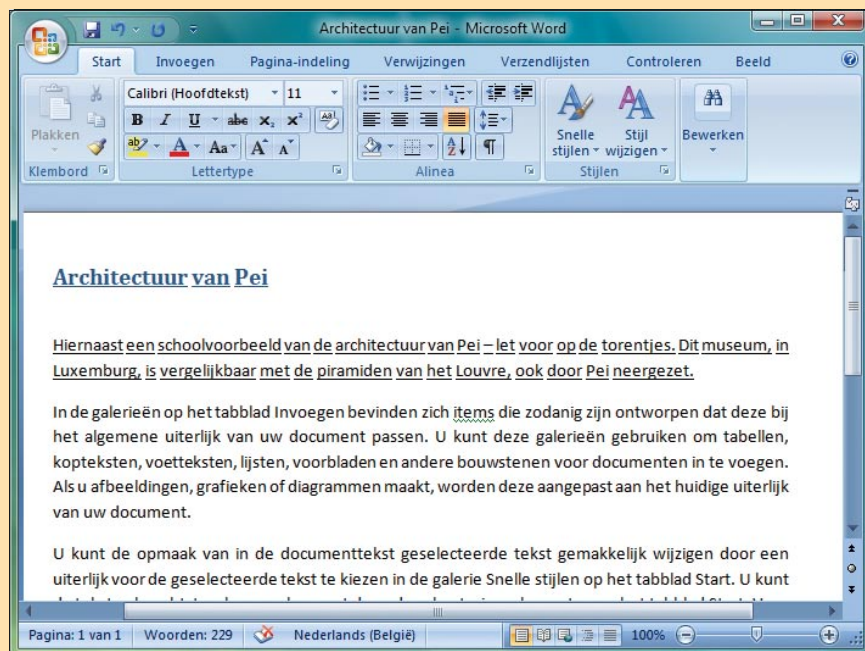 Architectuur van Pei - Microsoft Word
Start Invoegen Pagina-indeling Verwijzingen Verzendlijsten Controleren Beeld
Calibri (Hoofdtekst) 11
B I U abc x₂ x²
Plakken
ab A Aa A A
Snelle stijlen
Stijl wijzigen
Bewerken
Klembord Lettertype Alinea Stijlen
Architectuur van Pei
Hiernaast een schoolvoorbeeld van de architectuur van Pei – let voor op de torentjes. Dit museum, in
Luxemburg, is vergelijkbaar met de piramiden van het Louvre, ook door Pei neergezet.
In de galerieën op het tabblad Invoegen bevinden zich items die zodanig zijn ontworpen dat deze bij
het algemene uiterlijk van uw document passen. U kunt deze galerieën gebruiken om tabellen,
kopteksten, voetteksten, lijsten, voorbladen en andere bouwstenen voor documenten in te voegen.
Als u afbeeldingen, grafieken of diagrammen maakt, worden deze aangepast aan het huidige uiterlijk
van uw document.
U kunt de opmaak van in de documenttekst geselecteerde tekst gemakkelijk wijzigen door een
uiterlijk voor de geselecteerde tekst te kiezen in de galerie Snelle stijlen op het tabblad Start. U kunt
Pagina: 1 van 1 Woorden: 229 Nederlands (België) 100%